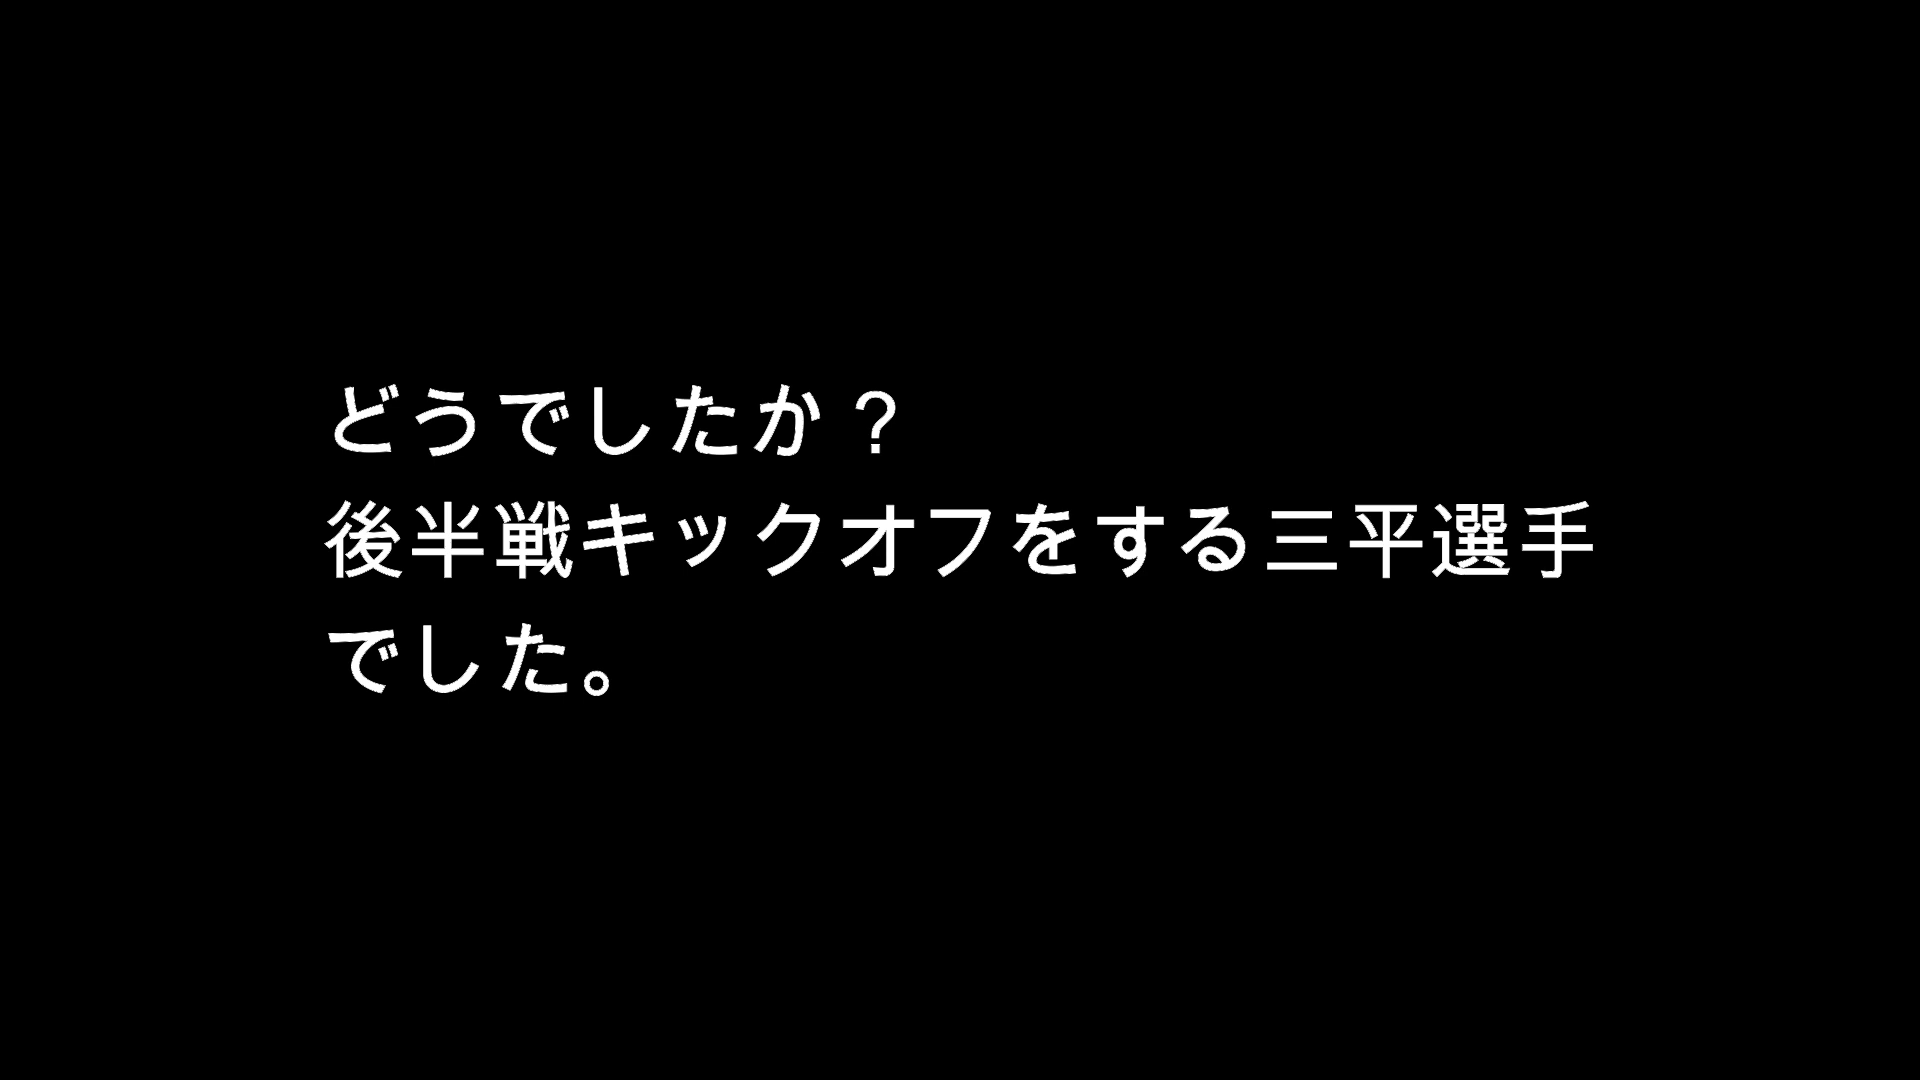 どうでしたか？
後半戦キックオフをする三平選手
でした。